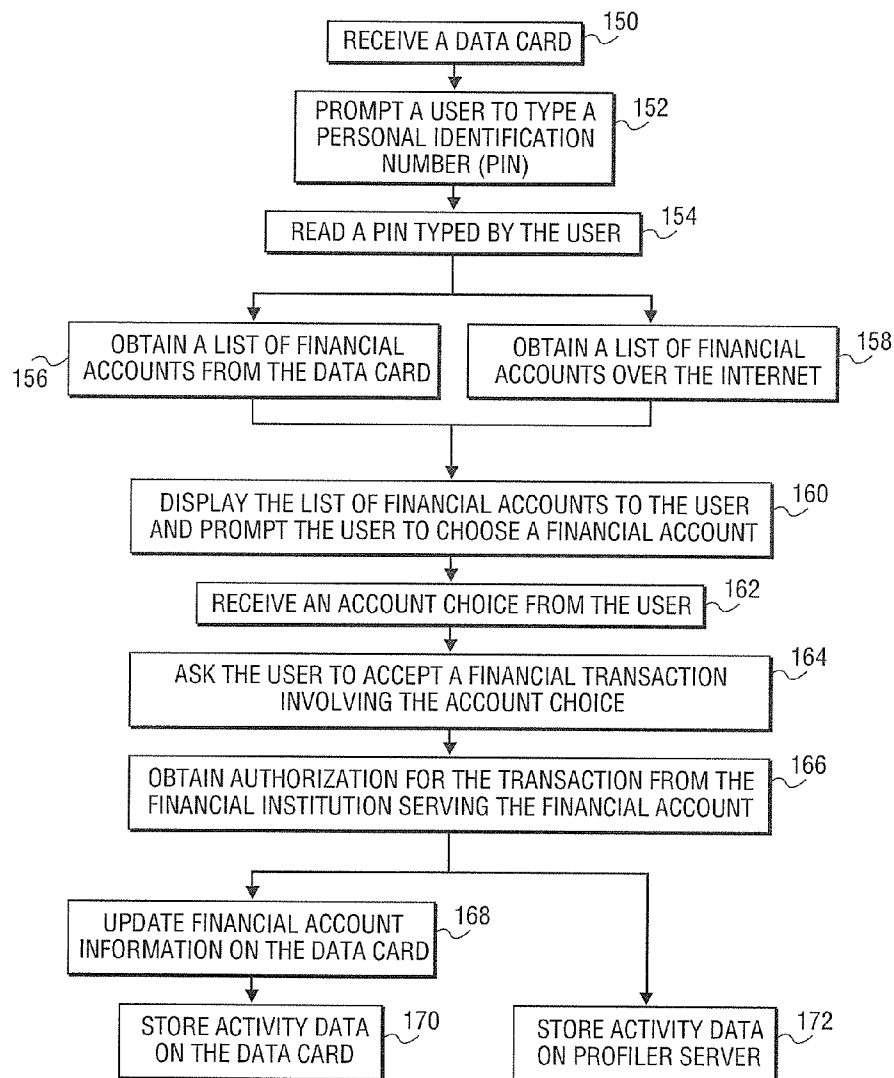 RECEIVE A DATA CARD
150
PROMPT A USER TO TYPE A
PERSONAL IDENTIFICATION
NUMBER (PIN)
152
READ A PIN TYPED BY THE USER
154
156
OBTAIN A LIST OF FINANCIAL
ACCOUNTS FROM THE DATA CARD
OBTAIN A LIST OF FINANCIAL
ACCOUNTS OVER THE INTERNET
158
DISPLAY THE LIST OF FINANCIAL ACCOUNTS TO THE USER
AND PROMPT THE USER TO CHOOSE A FINANCIAL ACCOUNT
160
RECEIVE AN ACCOUNT CHOICE FROM THE USER
162
ASK THE USER TO ACCEPT A FINANCIAL TRANSACTION
INVOLVING THE ACCOUNT CHOICE
164
OBTAIN AUTHORIZATION FOR THE TRANSACTION FROM THE
FINANCIAL INSTITUTION SERVING THE FINANCIAL ACCOUNT
166
UPDATE FINANCIAL ACCOUNT
INFORMATION ON THE DATA CARD
168
STORE ACTIVITY DATA
ON THE DATA CARD
170
STORE ACTIVITY DATA
ON PROFILER SERVER
172